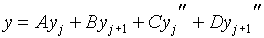 y = Ay_j + By_{j+1} + Cy_j'' + Dy_{j+1}''